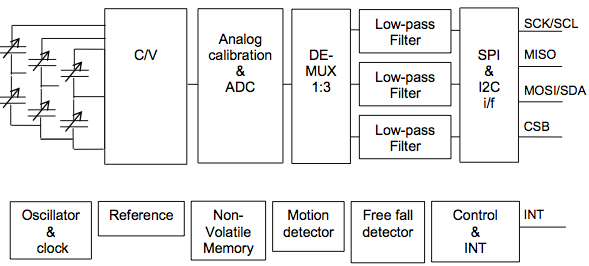 C/V
Analog
calibration
&
ADC
DE-
MUX
1:3
Low-pass
Filter
Low-pass
Filter
Low-pass
Filter
SPI
&
I2C
i/f
SCK/SCL
MISO
MOSI/SDA
CSB
Oscillator
&
clock
Reference
Non-
Volatile
Memory
Motion
detector
Free fall
detector
Control
&
INT
INT